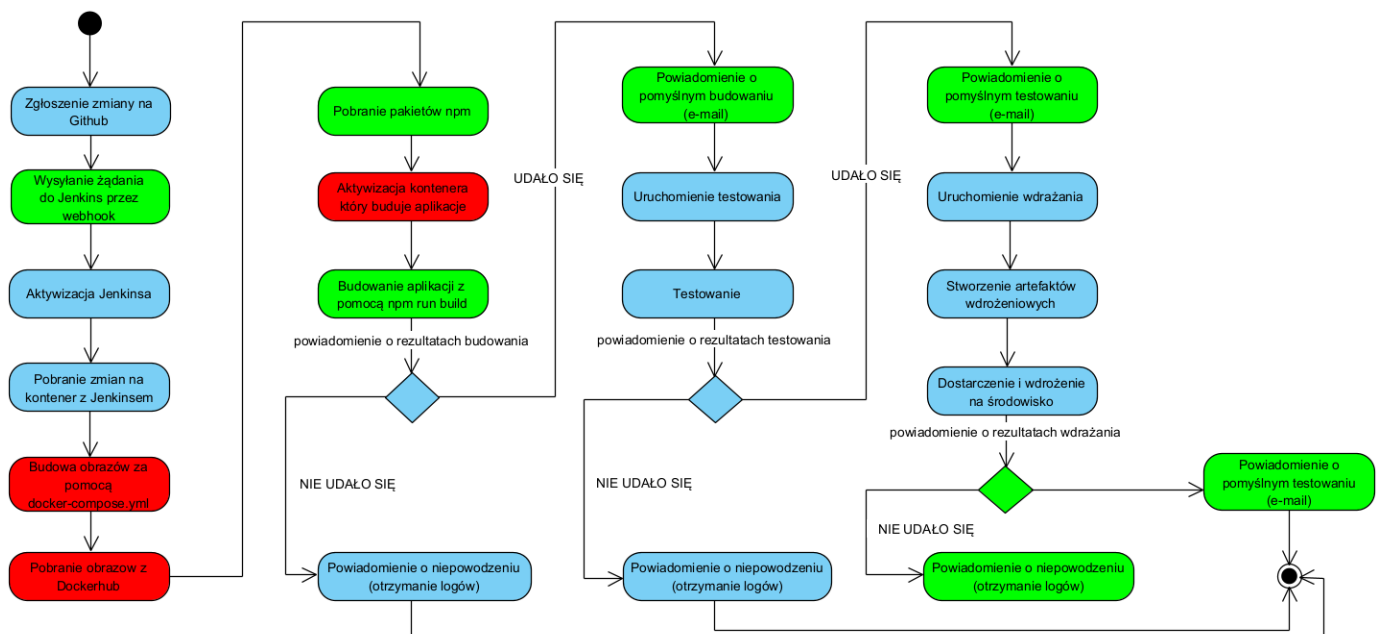 Zgłoszenie zmiany na
Github
Wysyłanie żądania
do Jenkins przez
webhook
Aktywizacja Jenkinsa
Pobranie zmian na
kontener z Jenkinsem
Budowa obrazów za
pomocą
docker-compose.yml
Pobranie obrazow z
Dockerhub
Pobranie pakietów npm
Aktywizacja kontenera
który buduje aplikacje
Budowanie aplikacji z
pomocą npm run build
powiadomienie o rezultatach budowania
UDAŁO SIĘ
NIE UDAŁO SIĘ
Powiadomienie o niepowodzeniu
(otrzymanie logów)
Powiadomienie o
pomyślnym budowaniu
(e-mail)
Uruchomienie testowania
Testowanie
powiadomienie o rezultatach testowania
UDAŁO SIĘ
NIE UDAŁO SIĘ
Powiadomienie o niepowodzeniu
(otrzymanie logów)
Powiadomienie o
pomyślnym testowaniu
(e-mail)
Uruchomienie wdrażania
Stworzenie artefaktów
wdrożeniowych
Dostarczenie i wdrożenie
na środowisko
powiadomienie o rezultatach wdrażania
NIE UDAŁO SIĘ
Powiadomienie o niepowodzeniu
(otrzymanie logów)
Powiadomienie o
pomyślnym testowaniu
(e-mail)